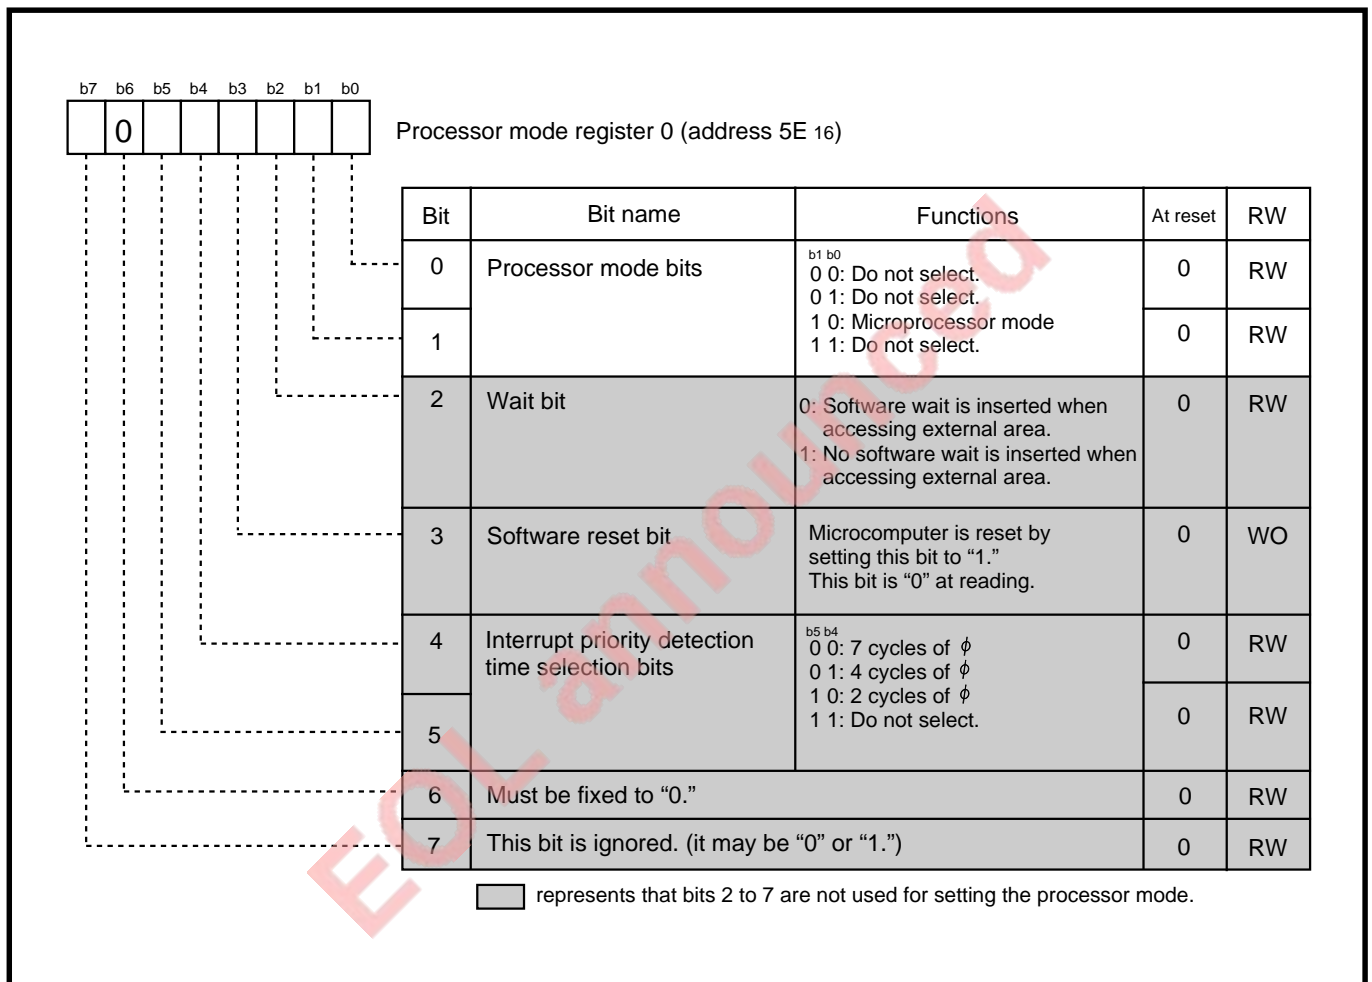 b7 b6 b5 b4 b3 b2 b1 b0
0
Processor mode register 0 (address 5E 16)
Bit Bit name Functions At reset RW
0 Processor mode bits b1 b0 0 RW
0 0: Do not select.
0 1: Do not select.
1 1 0: Microprocessor mode 0 RW
1 1: Do not select.
2 Wait bit 0: Software wait is inserted when 0 RW
accessing external area.
1: No software wait is inserted when
accessing external area.
3 Software reset bit Microcomputer is reset by 0 WO
setting this bit to “1.”
This bit is “0” at reading.
4 Interrupt priority detection b5 b4 0 RW
time selection bits 0 0: 7 cycles of ϕ
0 1: 4 cycles of ϕ
1 0: 2 cycles of ϕ
5 1 1: Do not select. 0 RW
6 Must be fixed to “0.” 0 RW
7 This bit is ignored. (it may be “0” or “1.”) 0 RW
represents that bits 2 to 7 are not used for setting the processor mode.
EOL announced